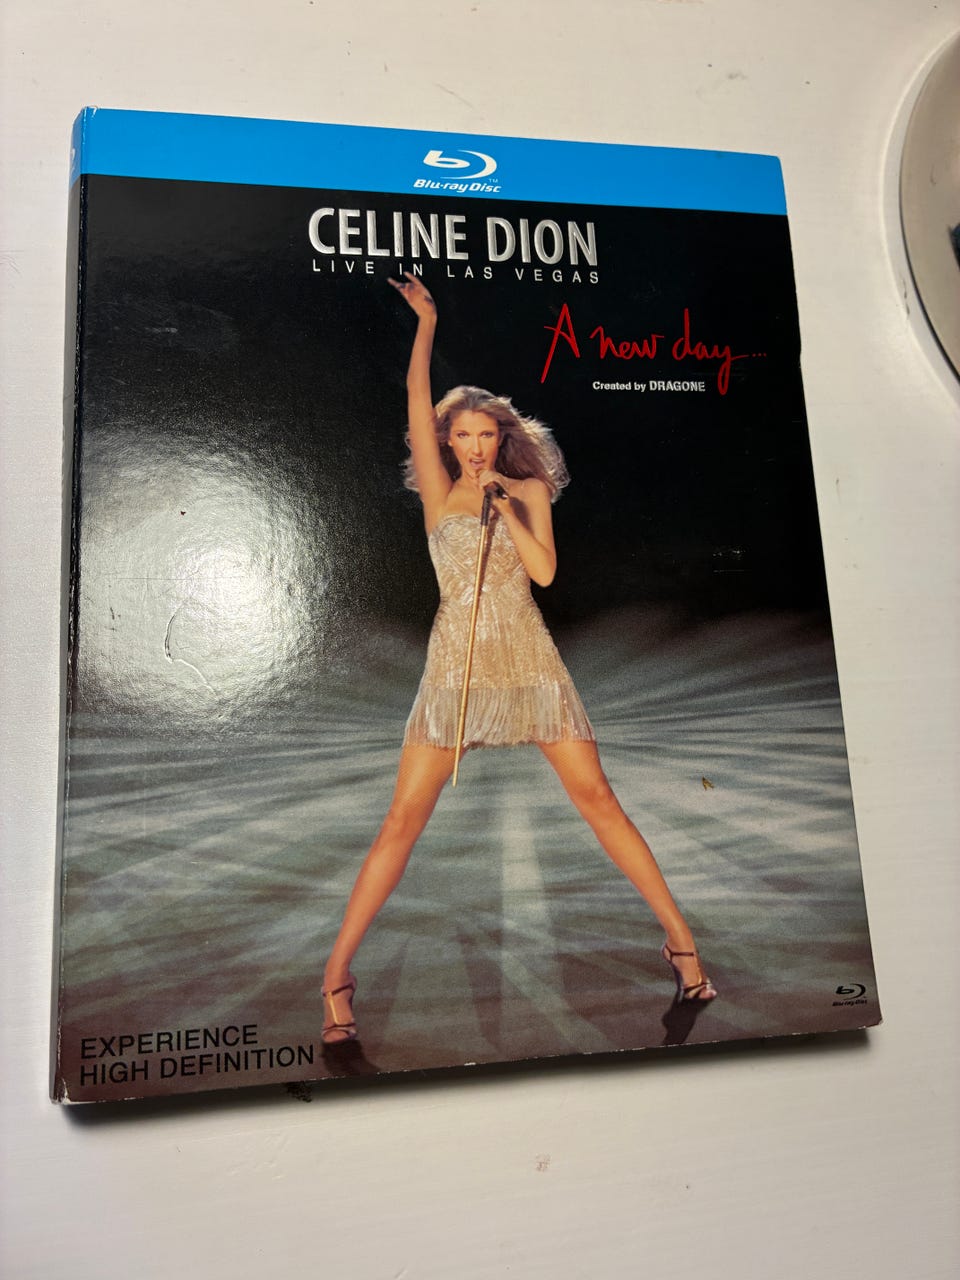 Blu-ray Disc™
CELINE DION
LIVE IN LAS VEGAS
A new day...
Created by DRAGONE
EXPERIENCE
HIGH DEFINITION
Blu-ray Disc